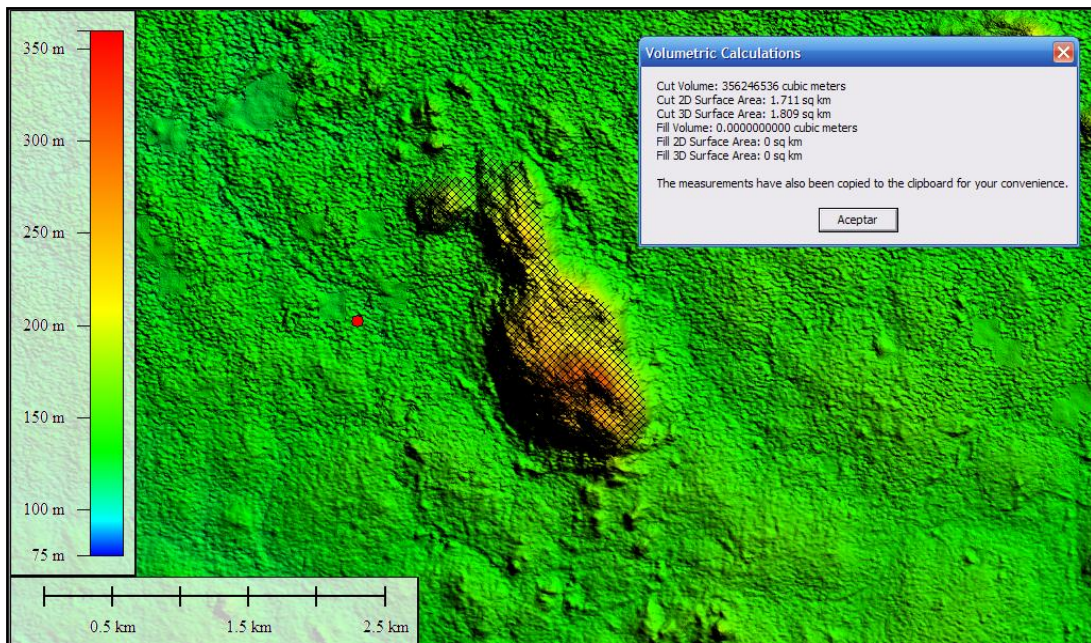 350 m
300 m
250 m
200 m
150 m
100 m
75 m
0.5 km 1.5 km 2.5 km
Volumetric Calculations
Cut Volume: 356246536 cubic meters
Cut 2D Surface Area: 1.711 sq km
Cut 3D Surface Area: 1.809 sq km
Fill Volume: 0.0000000000 cubic meters
Fill 2D Surface Area: 0 sq km
Fill 3D Surface Area: 0 sq km
The measurements have also been copied to the clipboard for your convenience.
Aceptar